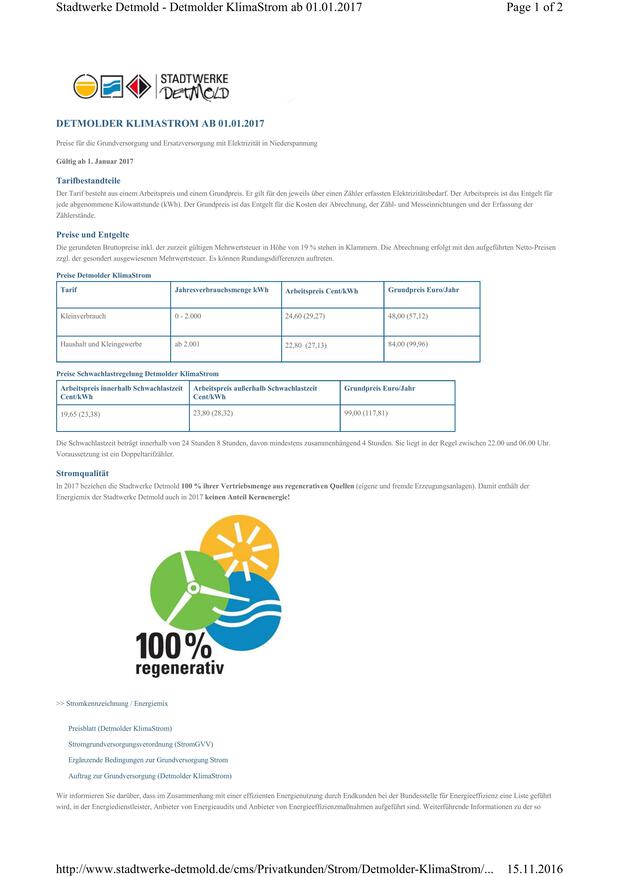 Stadtwerke Detmold - Detmolder KlimaStrom ab 01.01.2017 Page 1 of 2
STADTWERKE
DETMOLD
DETMOLDER KLIMASTROM AB 01.01.2017
Preise für die Grundversorgung und Ersatzversorgung mit Elektrizität in Niederspannung
Gültig ab 1. Januar 2017
Tarifbestandteile
Der Tarif besteht aus einem Arbeitspreis und einem Grundpreis. Er gilt für den jeweils über einen Zähler erfassten Elektrizitätsbedarf. Der Arbeitspreis ist das Entgelt für
jede abgenommene Kilowattstunde (kWh). Der Grundpreis ist das Entgelt für die Kosten der Abrechnung, der Zähl- und Messeinrichtungen und der Erfassung der
Zählerstände.
Preise und Entgelte
Die gerundeten Bruttopreise inkl. der zurzeit gültigen Mehrwertsteuer in Höhe von 19 % stehen in Klammern. Die Abrechnung erfolgt mit den aufgeführten Netto-Preisen
zzgl. der gesondert ausgewiesenen Mehrwertsteuer. Es können Rundungsdifferenzen auftreten.
Preise Detmolder KlimaStrom
Tarif Jahresverbrauchsmenge kWh Arbeitspreis Cent/kWh Grundpreis Euro/Jahr
Kleinverbrauch 0 - 2.000 24,60 (29,27) 48,00 (57,12)
Haushalt und Kleingewerbe ab 2.001 22,80 (27,13) 84,00 (99,96)
Preise Schwachlastregelung Detmolder KlimaStrom
Arbeitspreis innerhalb Schwachlastzeit Arbeitspreis außerhalb Schwachlastzeit Grundpreis Euro/Jahr
Cent/kWh Cent/kWh
19,65 (23,38) 23,80 (28,32) 99,00 (117,81)
Die Schwachlastzeit beträgt innerhalb von 24 Stunden 8 Stunden, davon mindestens zusammenhängend 4 Stunden. Sie liegt in der Regel zwischen 22.00 und 06.00 Uhr.
Voraussetzung ist ein Doppeltarifzähler.
Stromqualität
In 2017 beziehen die Stadtwerke Detmold 100 % ihrer Vertriebsmenge aus regenerativen Quellen (eigene und fremde Erzeugungsanlagen). Damit enthält der
Energiemix der Stadtwerke Detmold auch in 2017 keinen Anteil Kernenergie!
100%
regenerativ
>> Stromkennzeichnung / Energiemix
Preisblatt (Detmolder KlimaStrom)
Stromgrundversorgungsverordnung (StromGVV)
Ergänzende Bedingungen zur Grundversorgung Strom
Auftrag zur Grundversorgung (Detmolder KlimaStrom)
Wir informieren Sie darüber, dass im Zusammenhang mit einer effizienten Energienutzung durch Endkunden bei der Bundesstelle für Energieeffizienz eine Liste geführt
wird, in der Energiedienstleister, Anbieter von Energieaudits und Anbieter von Energieeffizienzmaßnahmen aufgeführt sind. Weiterführende Informationen zu der so
http://www.stadtwerke-detmold.de/cms/Privatkunden/Strom/Detmolder-KlimaStrom/... 15.11.2016